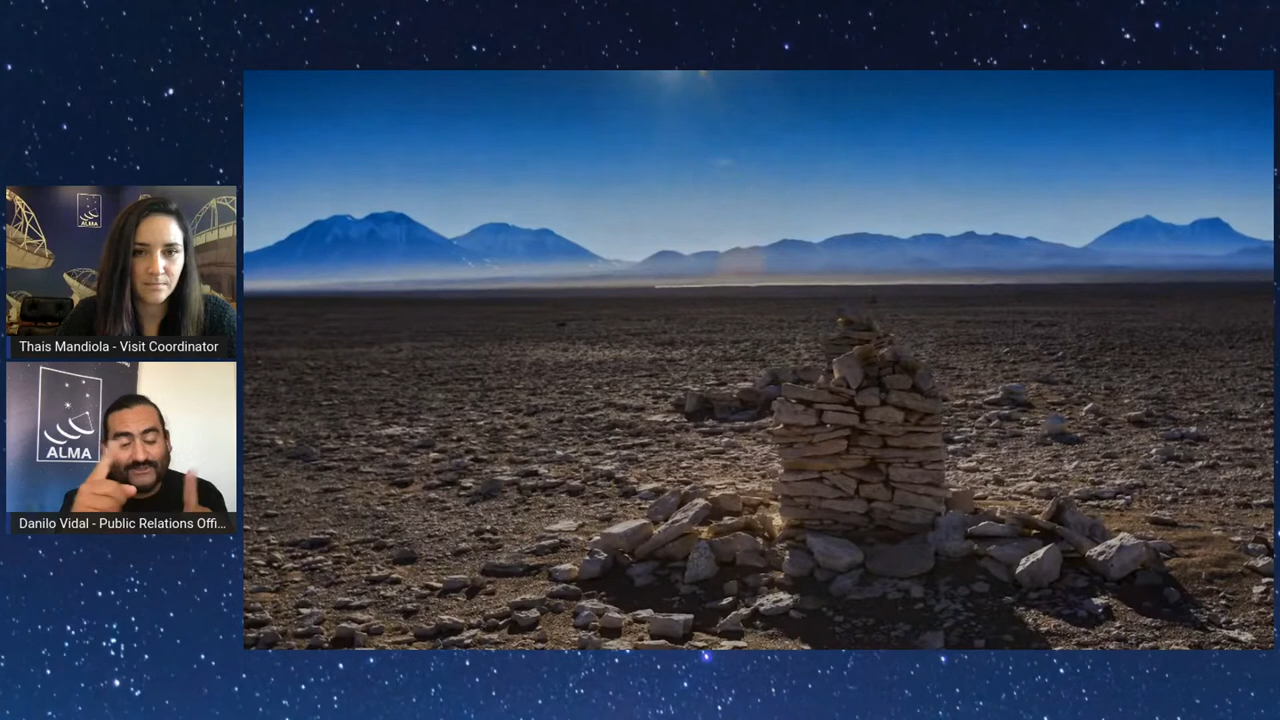 ALMA
Thais Mandiola - Visit Coordinator
ALMA
Danilo Vidal - Public Relations Offi...